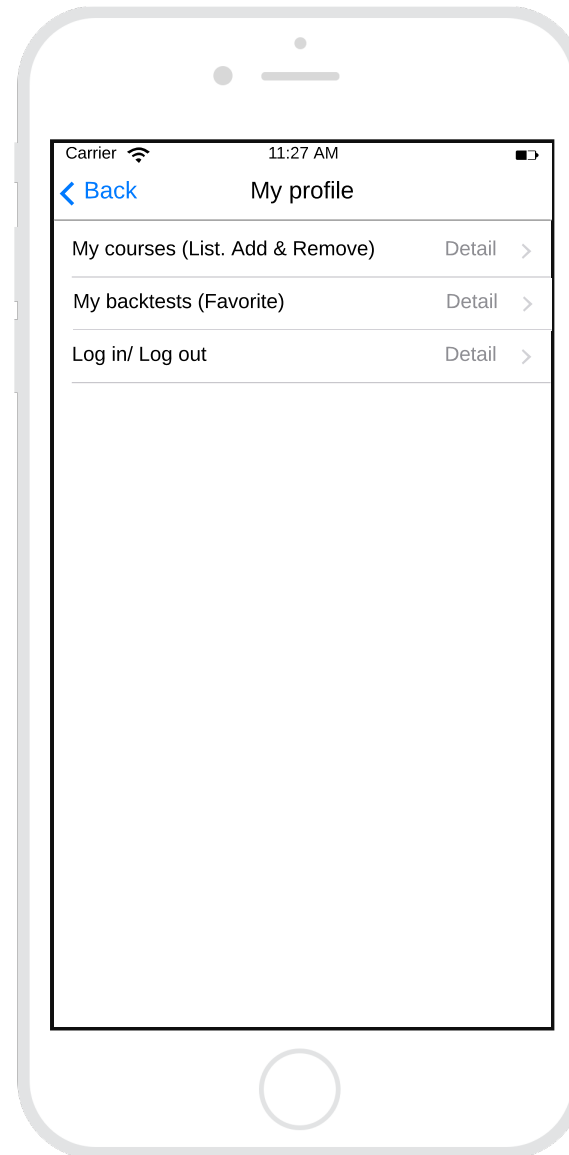 Carrier 11:27 AM
Back My profile
My courses (List. Add & Remove) Detail
My backtests (Favorite) Detail
Log in/ Log out Detail